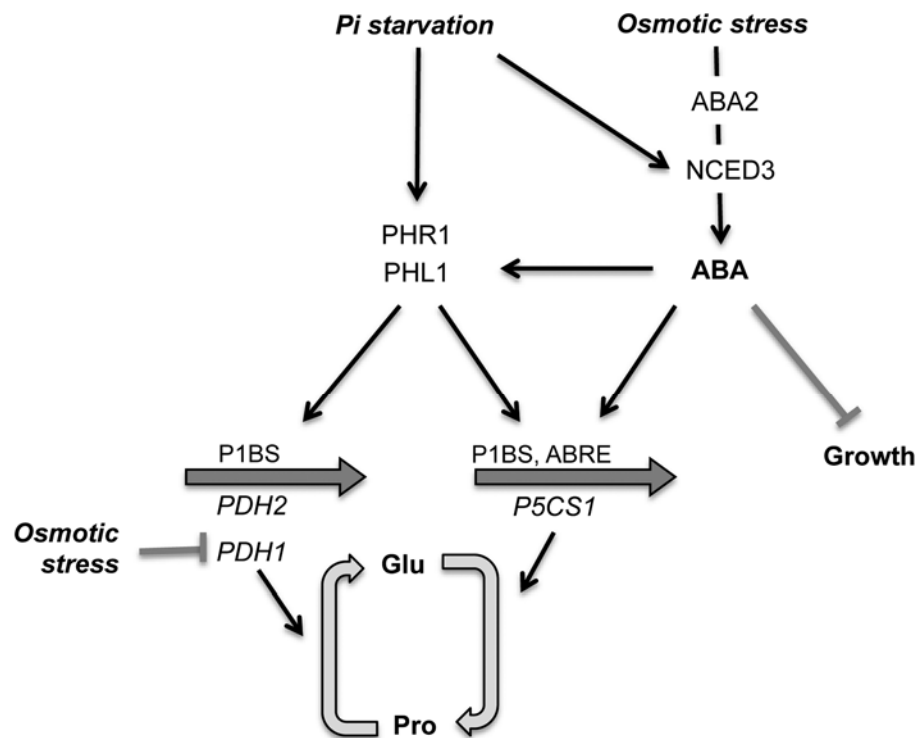 Pi starvation
Osmotic stress
ABA2
NCED3
PHR1
PHL1
ABA
P1BS
P1BS, ABRE
Growth
PDH2
P5CS1
Osmotic
stress
PDH1
Glu
Pro